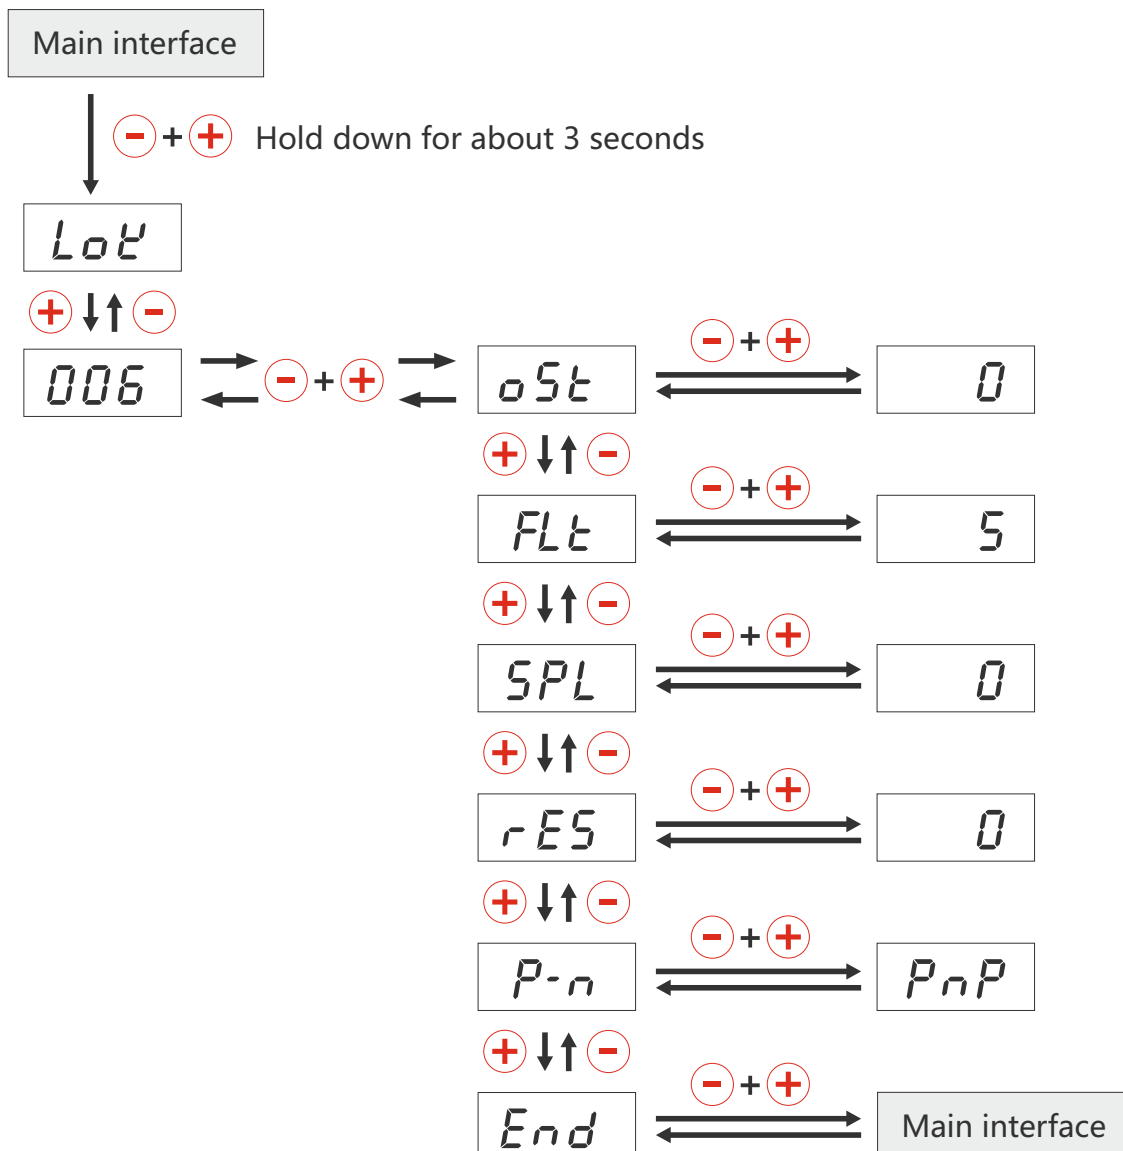 Main interface
- + + Hold down for about 3 seconds
LoK
+ -
- + +
006 - + + oSt 0
+ -
- + +
FLt 5
+ -
- + +
SPL 0
+ -
- + +
rES 0
+ -
- + +
P-n PnP
+ -
- + +
End Main interface